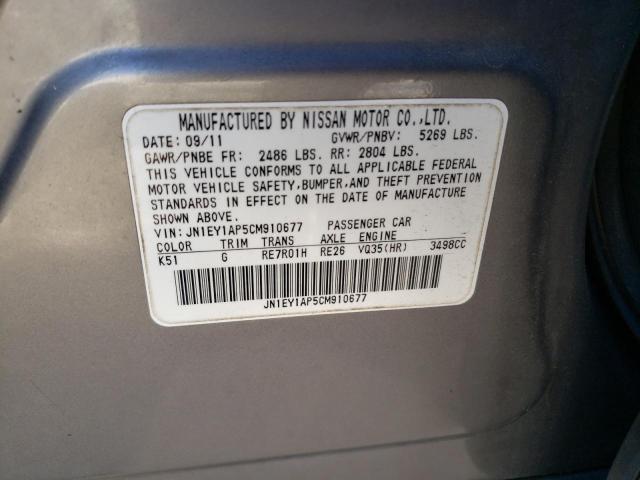 MANUFACTURED BY NISSAN MOTOR CO.,LTD.
DATE: 09/11 GVWR/PNBV: 5269 LBS.
GAWR/PNBE FR: 2486 LBS. RR: 2804 LBS.
THIS VEHICLE CONFORMS TO ALL APPLICABLE FEDERAL
MOTOR VEHICLE SAFETY,BUMPER,AND THEFT PREVENTION
STANDARDS IN EFFECT ON THE DATE OF MANUFACTURE
SHOWN ABOVE.
VIN: JN1EY1AP5CM910677 PASSENGER CAR
COLOR TRIM TRANS AXLE ENGINE
K51 G RE7R01H RE26 VQ35(HR) 3498CC
JN1EY1AP5CM910677